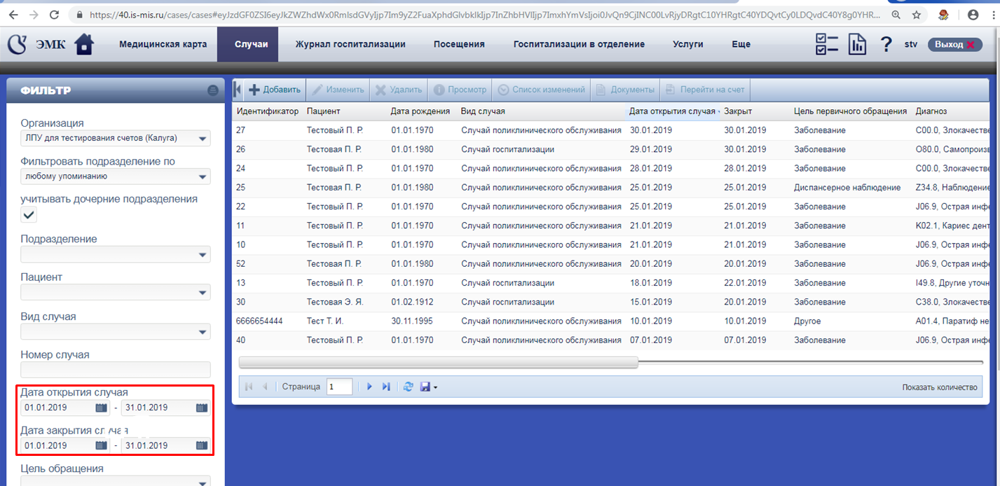 https://40.is-mis.ru/cases/cases#
ЭМК
Медицинская карта
Случаи
Журнал госпитализации
Посещения
Госпитализации в отделение
Услуги
Еще
?
stv
Выход
ФИЛЬТР
Организация
ЛПУ для тестирования счетов (Калуга)
Фильтровать подразделение по
любому упоминанию
учитывать дочерние подразделения
Подразделение
Пациент
Вид случая
Номер случая
Дата открытия случая
01.01.2019 - 31.01.2019
Дата закрытия случая
01.01.2019 - 31.01.2019
Цель обращения
Добавить Изменить Удалить Просмотр Список изменений Документы Перейти на счет
Идентификатор Пациент Дата рождения Вид случая Дата открытия случая Закрыт Цель первичного обращения Диагноз
27 Тестовый П. Р. 01.01.1970 Случай поликлинического обслуживания 30.01.2019 30.01.2019 Заболевание C00.0, Злокачестве
26 Тестовая П. Р. 01.01.1980 Случай госпитализации 29.01.2019 30.01.2019 Заболевание O80.0, Самопроизв
24 Тестовый П. Р. 01.01.1970 Случай поликлинического обслуживания 28.01.2019 28.01.2019 Заболевание C00.0, Злокачестве
25 Тестовая П. Р. 01.01.1980 Случай поликлинического обслуживания 25.01.2019 25.01.2019 Диспансерное наблюдение Z34.8, Наблюдение
22 Тестовый П. Р. 01.01.1970 Случай поликлинического обслуживания 25.01.2019 25.01.2019 Заболевание J06.9, Острая инфе
11 Тестовый П. Р. 01.01.1970 Случай поликлинического обслуживания 21.01.2019 21.01.2019 Заболевание K02.1, Кариес дент
10 Тестовый П. Р. 01.01.1970 Случай поликлинического обслуживания 21.01.2019 21.01.2019 Заболевание J06.9, Острая инфе
52 Тестовая П. Р. 01.01.1980 Случай поликлинического обслуживания 20.01.2019 20.01.2019 Заболевание J06.9, Острая инфе
13 Тестовый П. Р. 01.01.1970 Случай госпитализации 18.01.2019 22.01.2019 Заболевание I49.8, Другие уточн
30 Тестовая Э. Я. 01.02.1912 Случай госпитализации 15.01.2019 20.01.2019 Заболевание C38.0, Злокачестве
6666654444 Тест Т. И. 30.11.1995 Случай поликлинического обслуживания 10.01.2019 10.01.2019 Другое A01.4, Паратиф не
40 Тестовый П. Р. 01.01.1970 Случай поликлинического обслуживания 07.01.2019 07.01.2019 Заболевание J06.9, Острая инфе
Страница 1
Показать количество